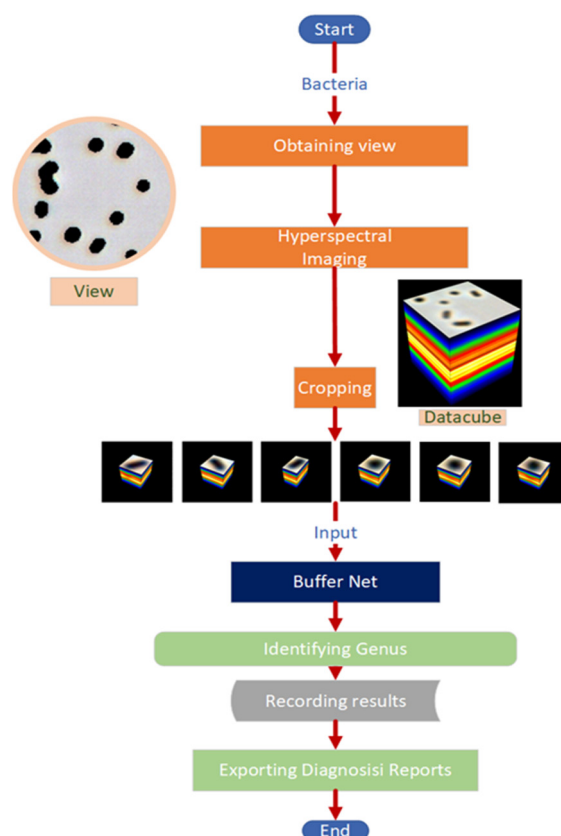 Start
Bacteria
Obtaining view
View
Hyperspectral
Imaging
Cropping
Datacube
Input
Buffer Net
Identifying Genus
Recording results
Exporting Diagnosisi Reports
End